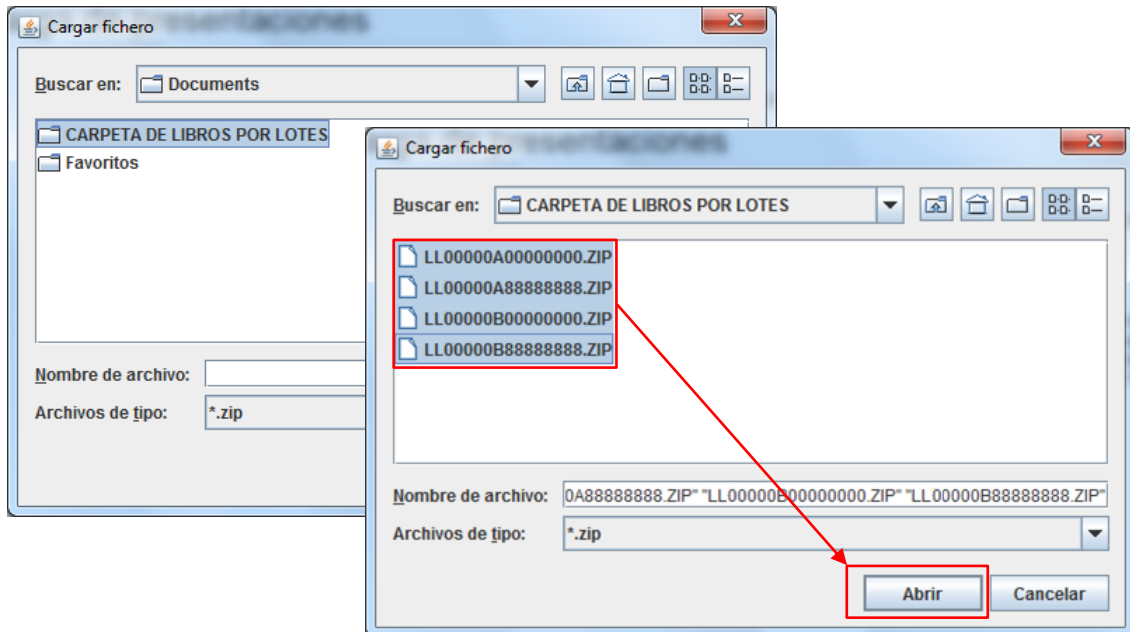 Cargar fichero
Buscar en: Documents
CARPETA DE LIBROS POR LOTES
Favoritos
Nombre de archivo:
Archivos de tipo: *.zip
Cargar fichero
Buscar en: CARPETA DE LIBROS POR LOTES
LL00000A00000000.ZIP
LL00000A88888888.ZIP
LL00000B00000000.ZIP
LL00000B88888888.ZIP
Nombre de archivo: 0A88888888.ZIP" "LL00000B00000000.ZIP" "LL00000B88888888.ZIP"
Archivos de tipo: *.zip
Abrir Cancelar